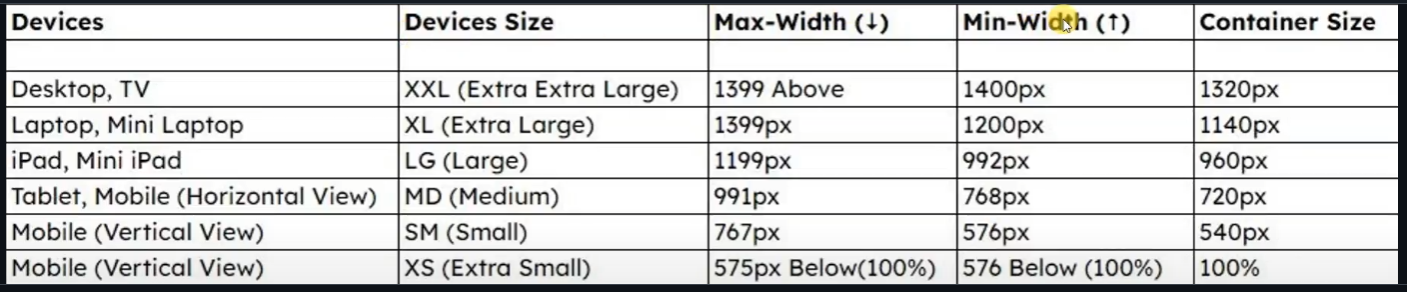 Devices Devices Size Max-Width (↓) Min-Width (↑) Container Size
Desktop, TV XXL (Extra Extra Large) 1399 Above 1400px 1320px
Laptop, Mini Laptop XL (Extra Large) 1399px 1200px 1140px
iPad, Mini iPad LG (Large) 1199px 992px 960px
Tablet, Mobile (Horizontal View) MD (Medium) 991px 768px 720px
Mobile (Vertical View) SM (Small) 767px 576px 540px
Mobile (Vertical View) XS (Extra Small) 575px Below(100%) 576 Below (100%) 100%